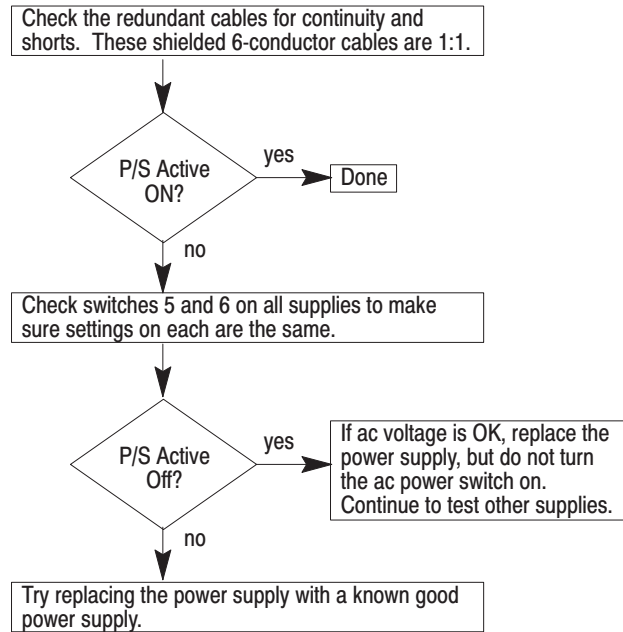 Check the redundant cables for continuity and
shorts. These shielded 6-conductor cables are 1:1.
P/S Active
ON?
yes
Done
no
Check switches 5 and 6 on all supplies to make
sure settings on each are the same.
P/S Active
Off?
yes
If ac voltage is OK, replace the
power supply, but do not turn
the ac power switch on.
Continue to test other supplies.
no
Try replacing the power supply with a known good
power supply.